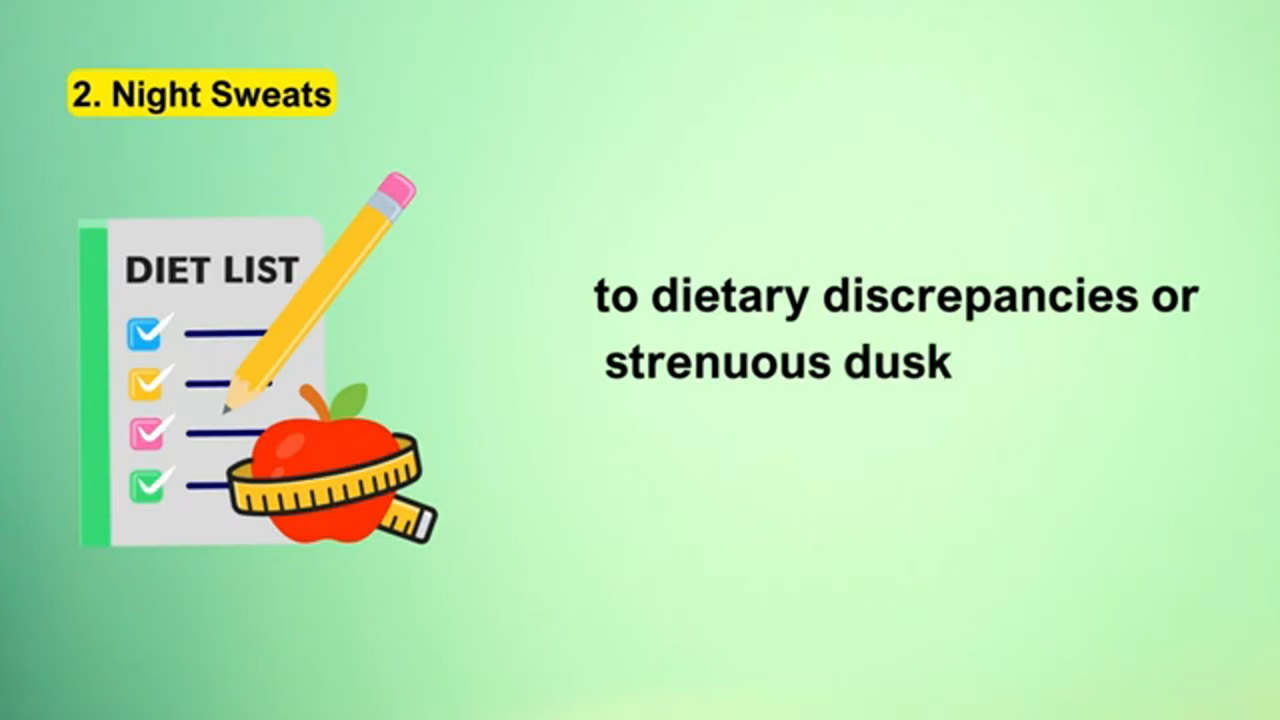 2. Night Sweats
DIET LIST
to dietary discrepancies or
strenuous dusk